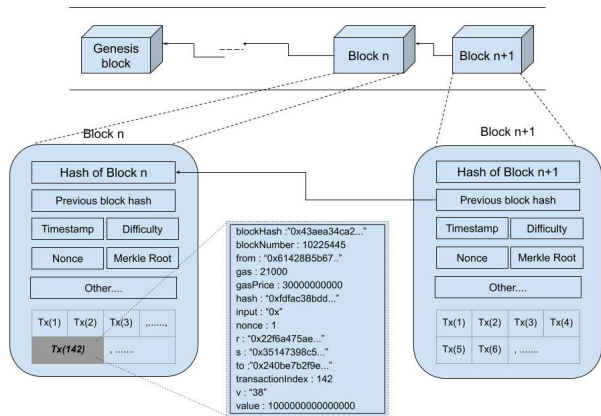 Genesis
block
Block n
Block n+1
Block n
Hash of Block n
Previous block hash
Timestamp
Difficulty
Nonce
Merkle Root
Other....
Tx(1)
Tx(2)
Tx(3)
,......,
Tx(142)
, .......
blockHash :"0x43aea34ca2..."
blockNumber : 10225445
from : "0x61428B5b67.."
gas : 21000
gasPrice : 30000000000
hash : "0xfdfac38bdd..."
input : "0x"
nonce : 1
r : "0x22f6a475ae..."
s : "0x35147398c5..."
to :"0x240be7b2f9e..."
transactionIndex : 142
v : "38"
value : 1000000000000000
Block n+1
Hash of Block n+1
Previous block hash
Timestamp
Difficulty
Nonce
Merkle Root
Other....
Tx(1)
Tx(2)
Tx(3)
Tx(4)
Tx(5)
Tx(6)
, .......